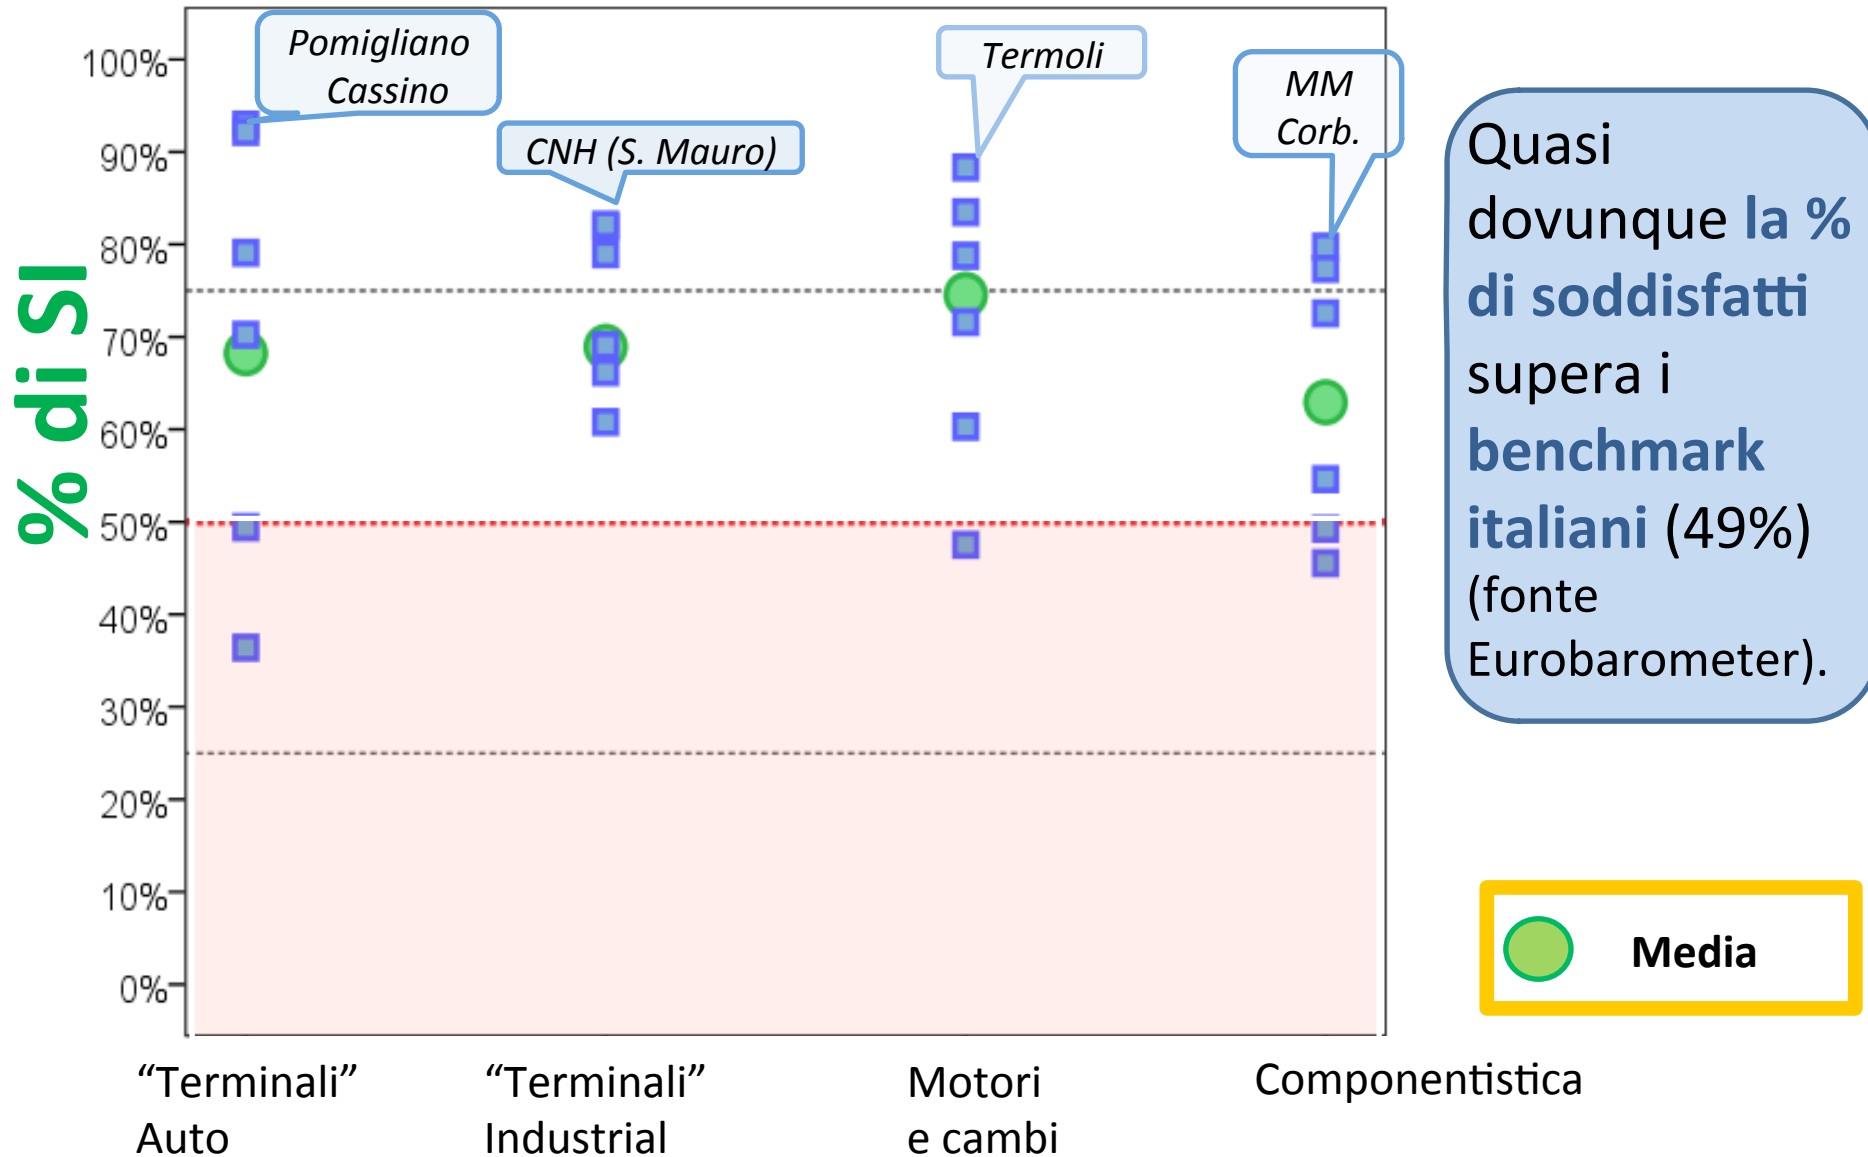 % di SI
100%
90%
80%
70%
60%
50%
40%
30%
20%
10%
0%
Pomigliano
Cassino
CNH (S. Mauro)
Termoli
MM
Corb.
“Terminali”
Auto
“Terminali”
Industrial
Motori
e cambi
Componentistica
Quasi
dovunque la %
di soddisfatti
supera i
benchmark
italiani (49%)
(fonte
Eurobarometer).
Media